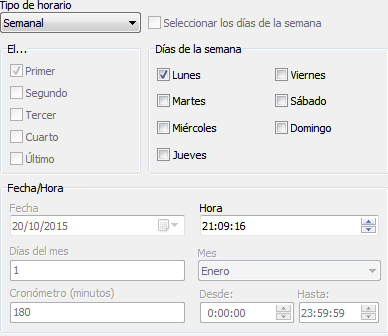 Tipo de horario
Semanal
Seleccionar los días de la semana
El...
Primer
Segundo
Tercer
Cuarto
Último
Días de la semana
Lunes
Martes
Miércoles
Jueves
Viernes
Sábado
Domingo
Fecha/Hora
Fecha
20/10/2015
Hora
21:09:16
Días del mes
1
Mes
Enero
Cronómetro (minutos)
180
Desde:
0:00:00
Hasta:
23:59:59